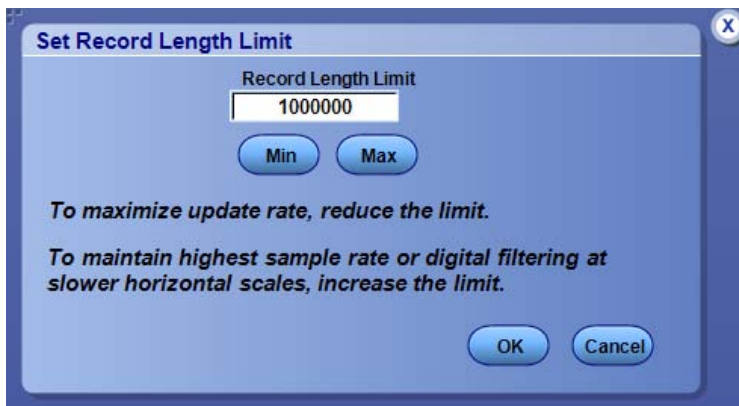 Set Record Length Limit
X
Record Length Limit
1000000
Min Max
To maximize update rate, reduce the limit.
To maintain highest sample rate or digital filtering at
slower horizontal scales, increase the limit.
OK Cancel